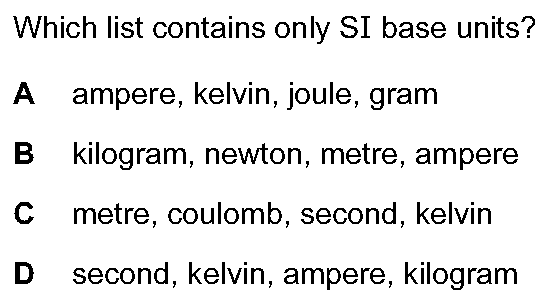 Which list contains only SI base units?
A ampere, kelvin, joule, gram
B kilogram, newton, metre, ampere
C metre, coulomb, second, kelvin
D second, kelvin, ampere, kilogram